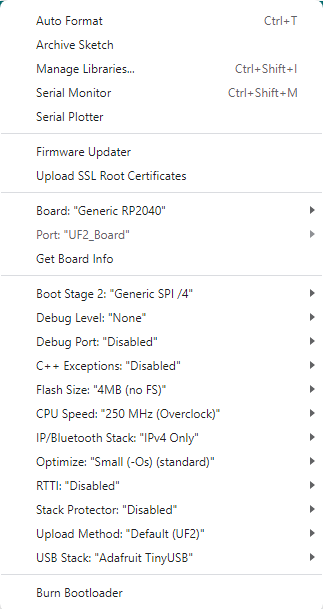 Auto Format Ctrl+T
Archive Sketch
Manage Libraries... Ctrl+Shift+I
Serial Monitor Ctrl+Shift+M
Serial Plotter
Firmware Updater
Upload SSL Root Certificates
Board: "Generic RP2040"
Port: "UF2_Board"
Get Board Info
Boot Stage 2: "Generic SPI /4"
Debug Level: "None"
Debug Port: "Disabled"
C++ Exceptions: "Disabled"
Flash Size: "4MB (no FS)"
CPU Speed: "250 MHz (Overclock)"
IP/Bluetooth Stack: "IPv4 Only"
Optimize: "Small (-Os) (standard)"
RTTI: "Disabled"
Stack Protector: "Disabled"
Upload Method: "Default (UF2)"
USB Stack: "Adafruit TinyUSB"
Burn Bootloader